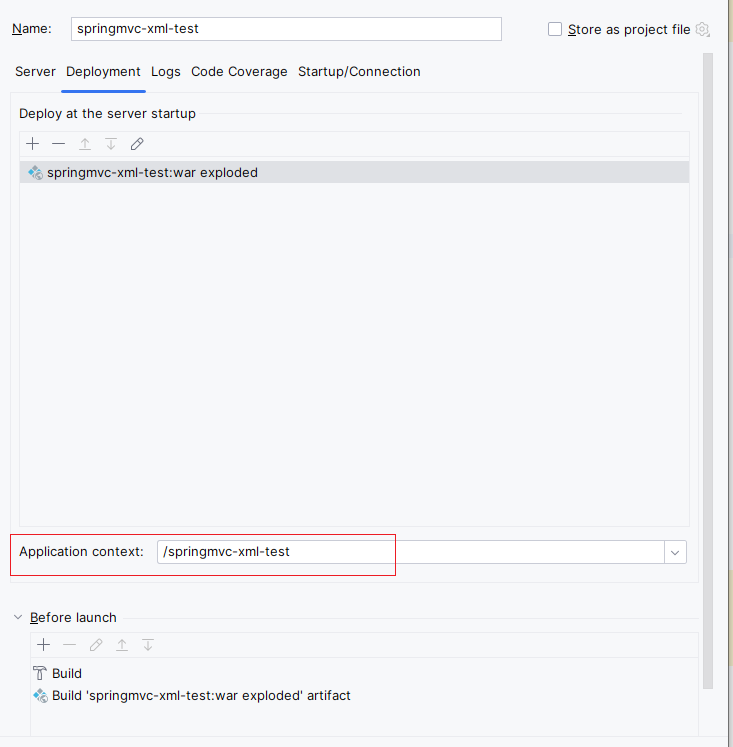 Name: springmvc-xml-test Store as project file
Server Deployment Logs Code Coverage Startup/Connection
Deploy at the server startup
springmvc-xml-test:war exploded
Application context: /springmvc-xml-test
Before launch
Build
Build 'springmvc-xml-test:war exploded' artifact